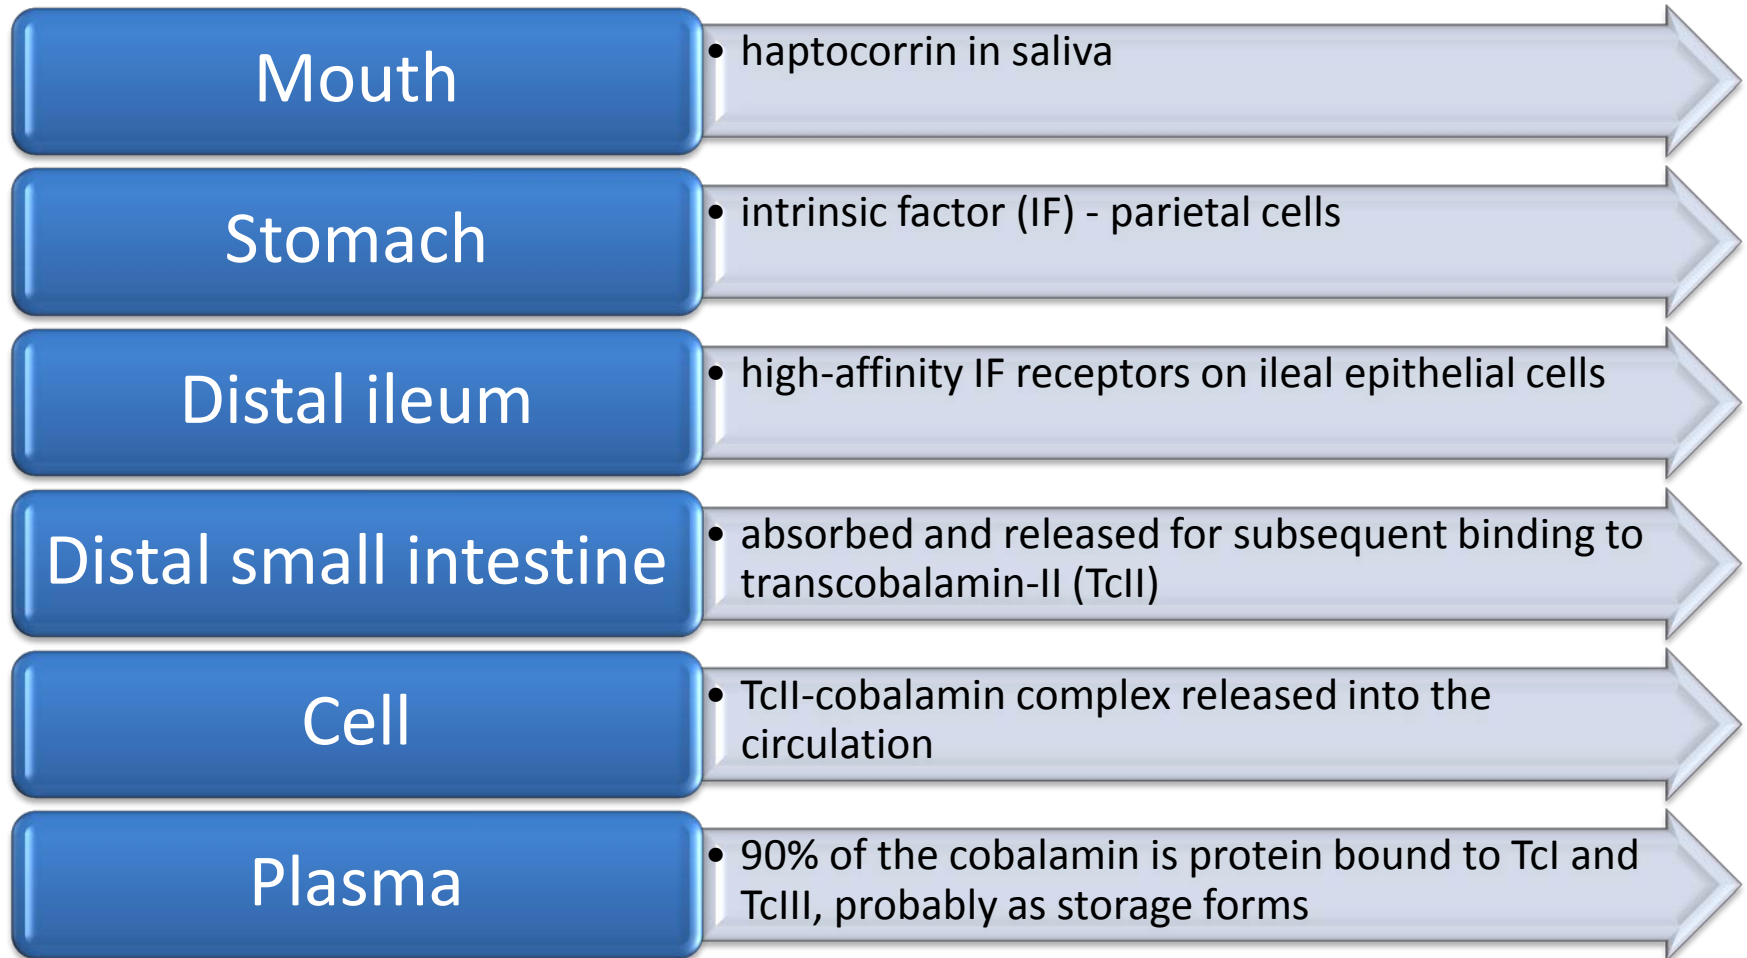 Mouth
• haptocorrin in saliva
Stomach
• intrinsic factor (IF) - parietal cells
Distal ileum
• high-affinity IF receptors on ileal epithelial cells
Distal small intestine
• absorbed and released for subsequent binding to
transcobalamin-II (TcII)
Cell
• TcII-cobalamin complex released into the
circulation
Plasma
• 90% of the cobalamin is protein bound to TcI and
TcIII, probably as storage forms